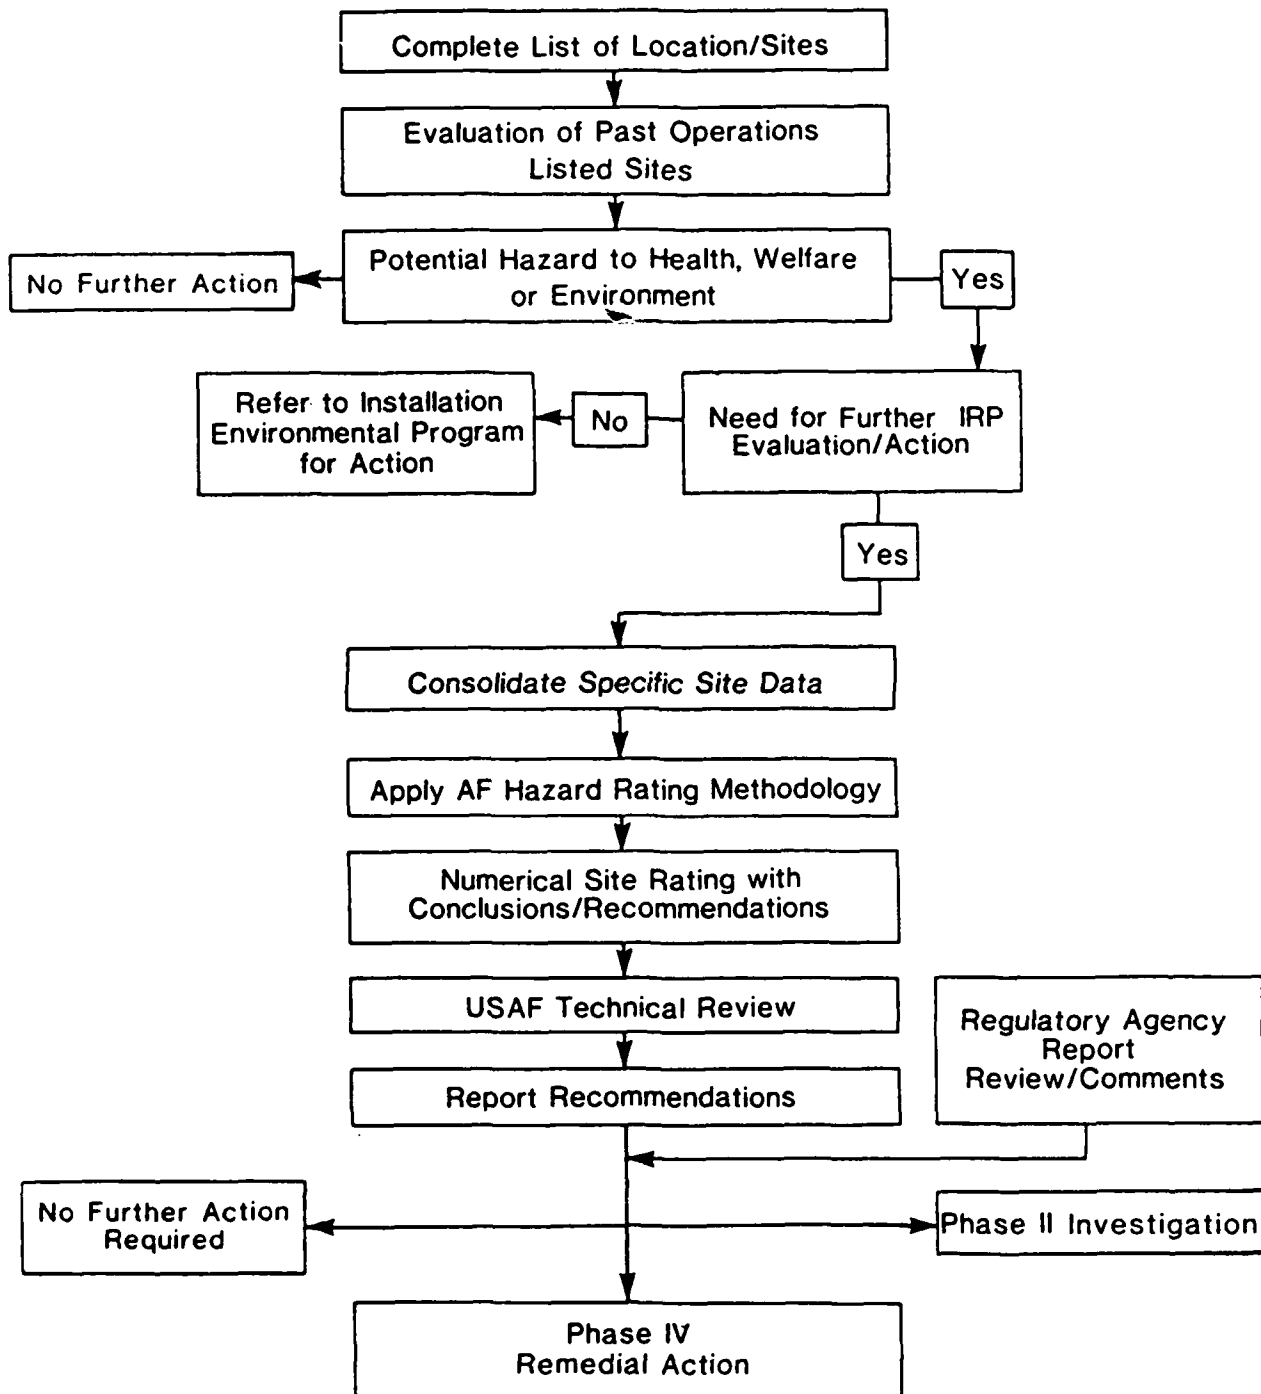 Complete List of Location/Sites
Evaluation of Past Operations
Listed Sites
Potential Hazard to Health, Welfare
or Environment
No Further Action
Yes
Refer to Installation
Environmental Program
for Action
No
Need for Further IRP
Evaluation/Action
Yes
Consolidate Specific Site Data
Apply AF Hazard Rating Methodology
Numerical Site Rating with
Conclusions/Recommendations
USAF Technical Review
Regulatory Agency
Report
Review/Comments
Report Recommendations
No Further Action
Required
Phase II Investigation
Phase IV
Remedial Action